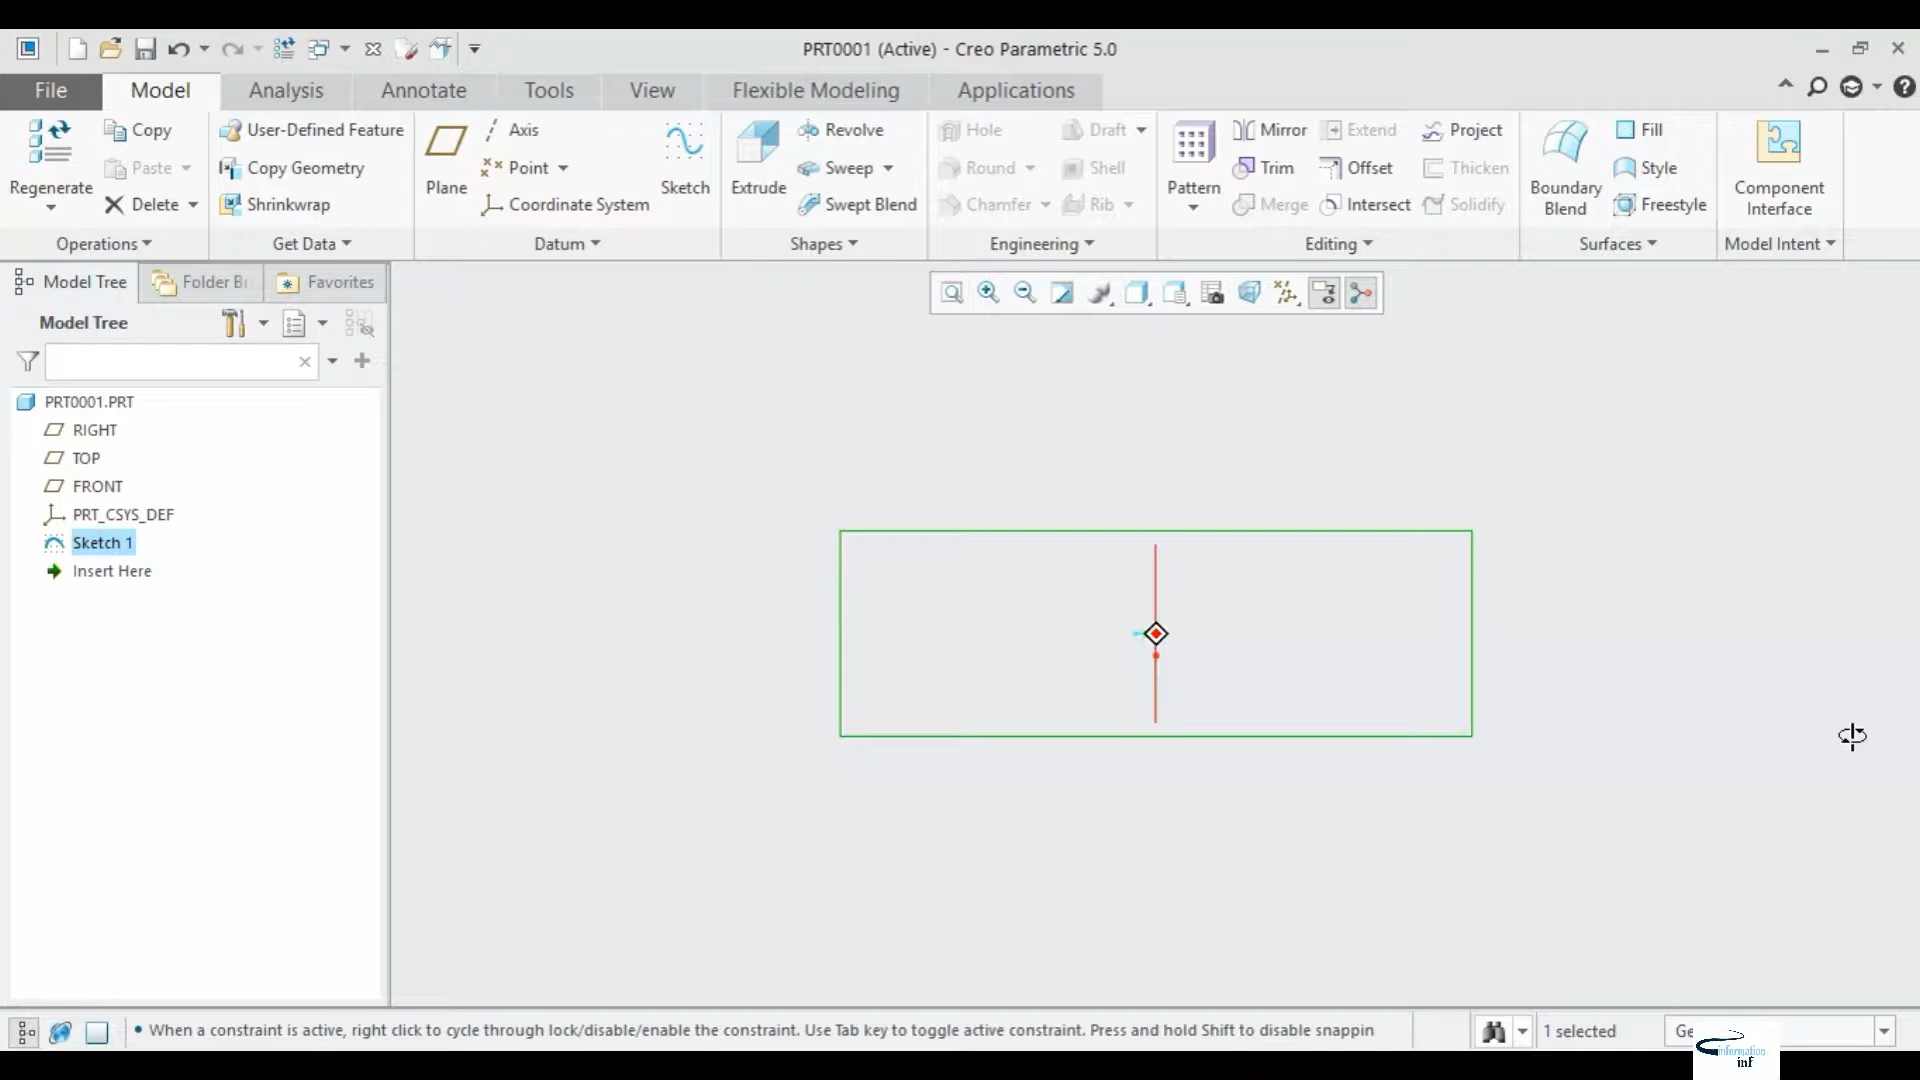 PRT0001 (Active) - Creo Parametric 5.0
File Model Analysis Annotate Tools View Flexible Modeling Applications
Regenerate
Copy
Paste
Delete
Operations
User-Defined Feature
Copy Geometry
Shrinkwrap
Get Data
Plane
Axis
Point
Coordinate System
Sketch
Datum
Extrude
Revolve
Sweep
Swept Blend
Shapes
Hole
Round
Chamfer
Draft
Shell
Rib
Engineering
Pattern
Mirror
Trim
Merge
Extend
Offset
Intersect
Project
Thicken
Solidify
Editing
Boundary
Blend
Fill
Style
Freestyle
Surfaces
Component
Interface
Model Intent
Model Tree Folder Br Favorites
Model Tree
PRT0001.PRT
RIGHT
TOP
FRONT
PRT_CSYS_DEF
Sketch 1
Insert Here
When a constraint is active, right click to cycle through lock/disable/enable the constraint. Use Tab key to toggle active constraint. Press and hold Shift to disable snappin
1 selected
Ge
information
inf